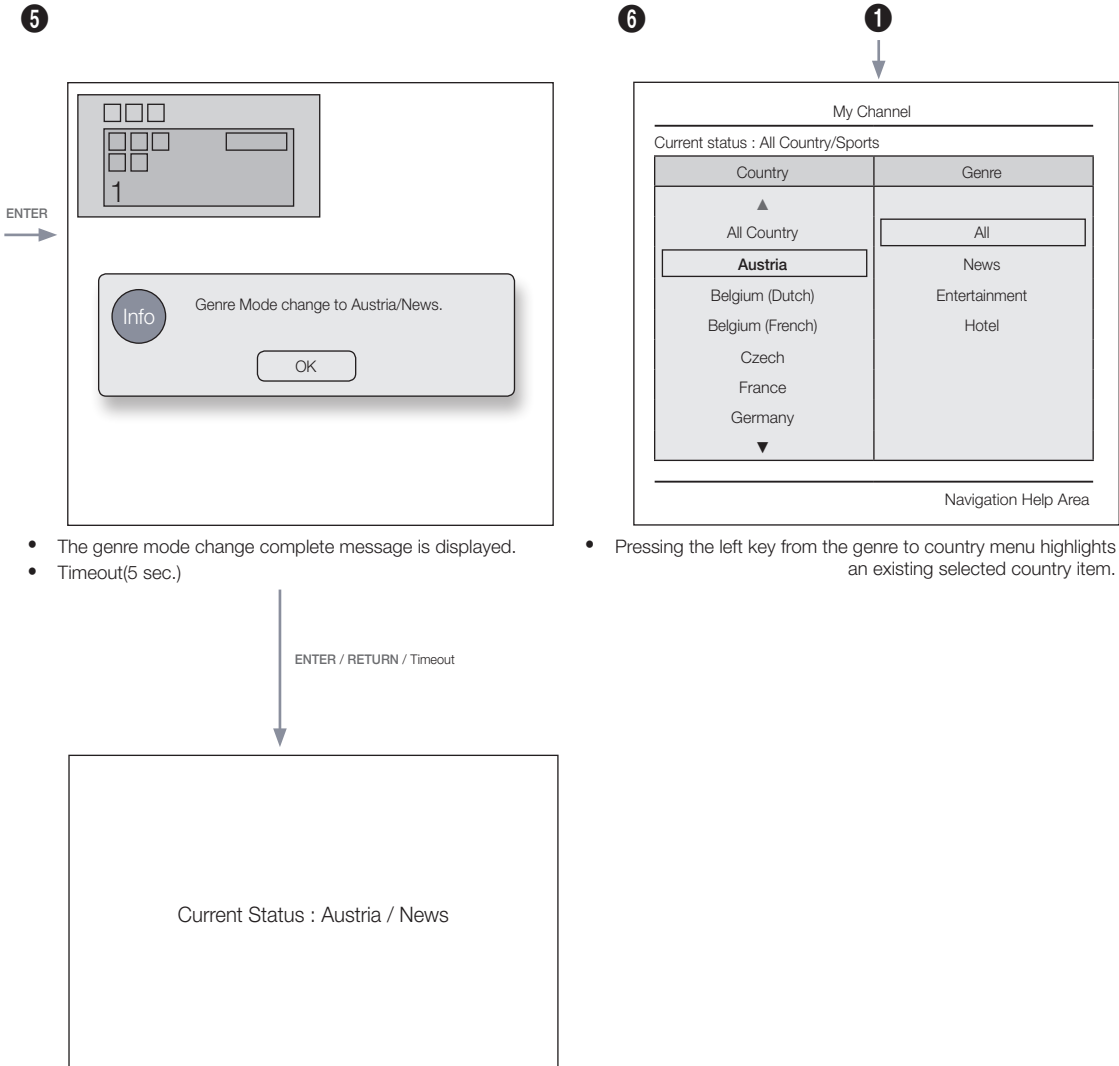 ❺
ENTER
1
Info
Genre Mode change to Austria/News.
OK
• The genre mode change complete message is displayed.
• Timeout(5 sec.)
ENTER / RETURN / Timeout
Current Status : Austria / News
❻
❶
My Channel
Current status : All Country/Sports
Country Genre
▲
All Country All
Austria News
Belgium (Dutch) Entertainment
Belgium (French) Hotel
Czech
France
Germany
▼
Navigation Help Area
• Pressing the left key from the genre to country menu highlights
an existing selected country item.